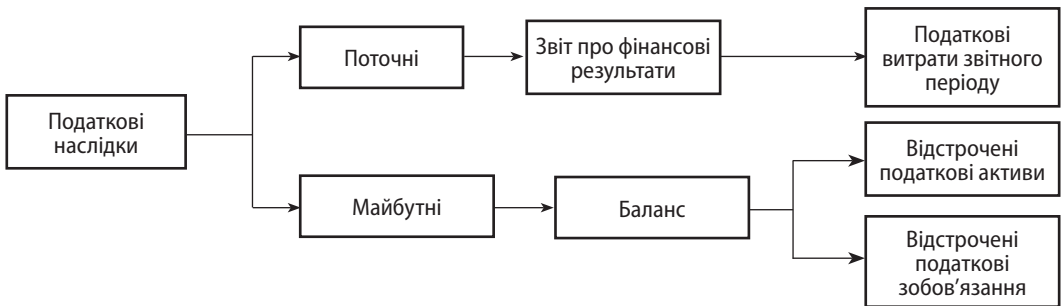 Податкові
наслідки
Поточні
Звіт про фінансові
результати
Податкові
витрати звітного
періоду
Майбутні
Баланс
Відстрочені
податкові активи
Відстрочені
податкові
зобов'язання